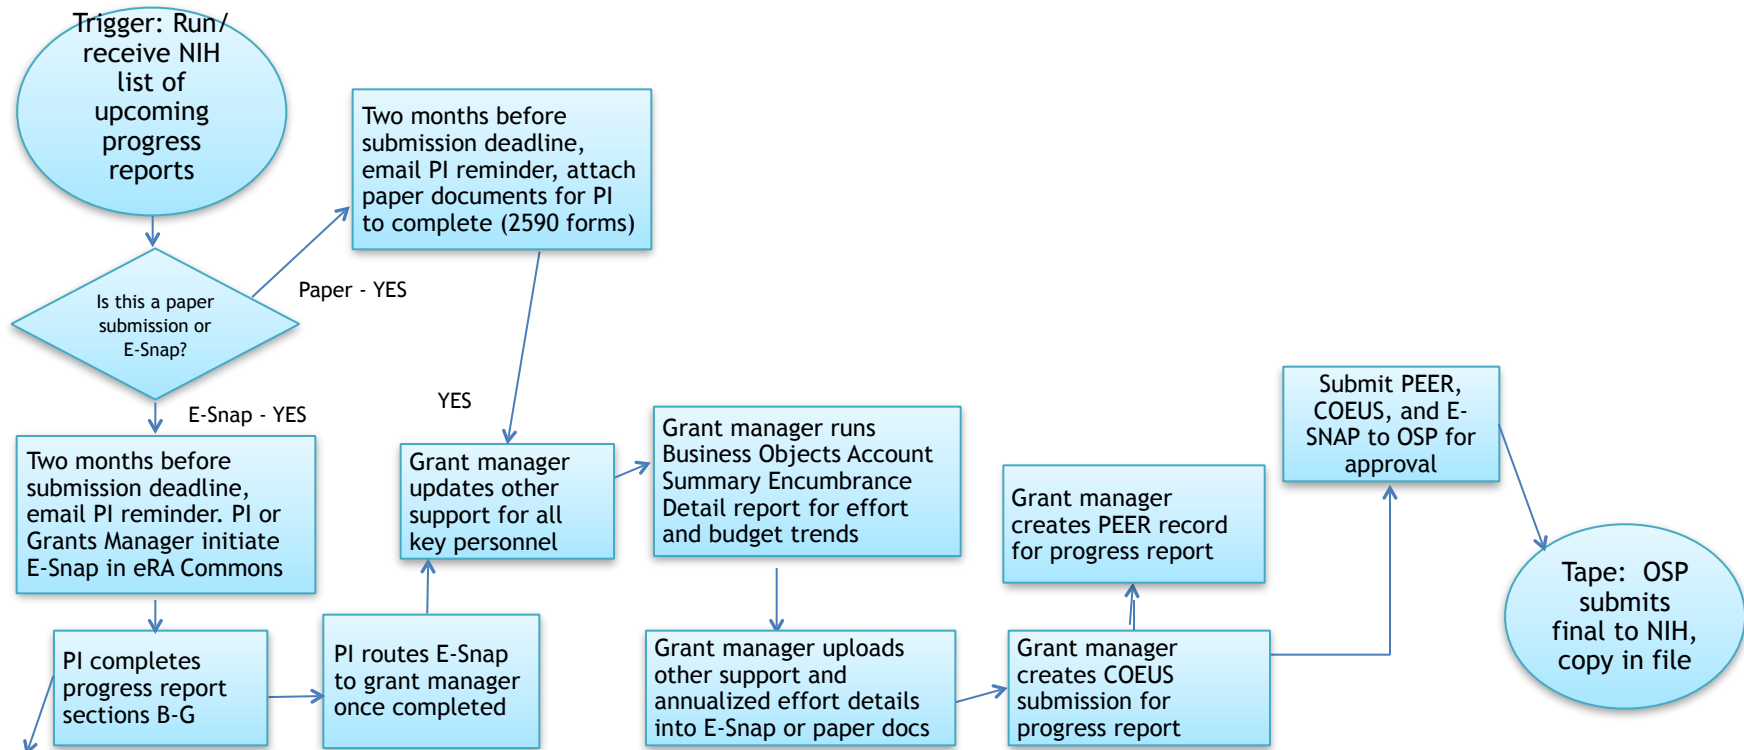 Trigger: Run/
receive NIH
list of
upcoming
progress
reports
Two months before
submission deadline,
email PI reminder, attach
paper documents for PI
to complete (2590 forms)
Paper - YES
Is this a paper
submission or
E-Snap?
E-Snap - YES
YES
Two months before
submission deadline,
email PI reminder. PI or
Grants Manager initiate
E-Snap in eRA Commons
PI completes
progress report
sections B-G
PI routes E-Snap
to grant manager
once completed
Grant manager
updates other
support for all
key personnel
Grant manager runs
Business Objects Account
Summary Encumbrance
Detail report for effort
and budget trends
Grant manager uploads
other support and
annualized effort details
into E-Snap or paper docs
Grant manager
creates COEUS
submission for
progress report
Grant manager
creates PEER record
for progress report
Submit PEER,
COEUS, and E-
SNAP to OSP for
approval
Tape:  OSP
submits
final to NIH,
copy in file